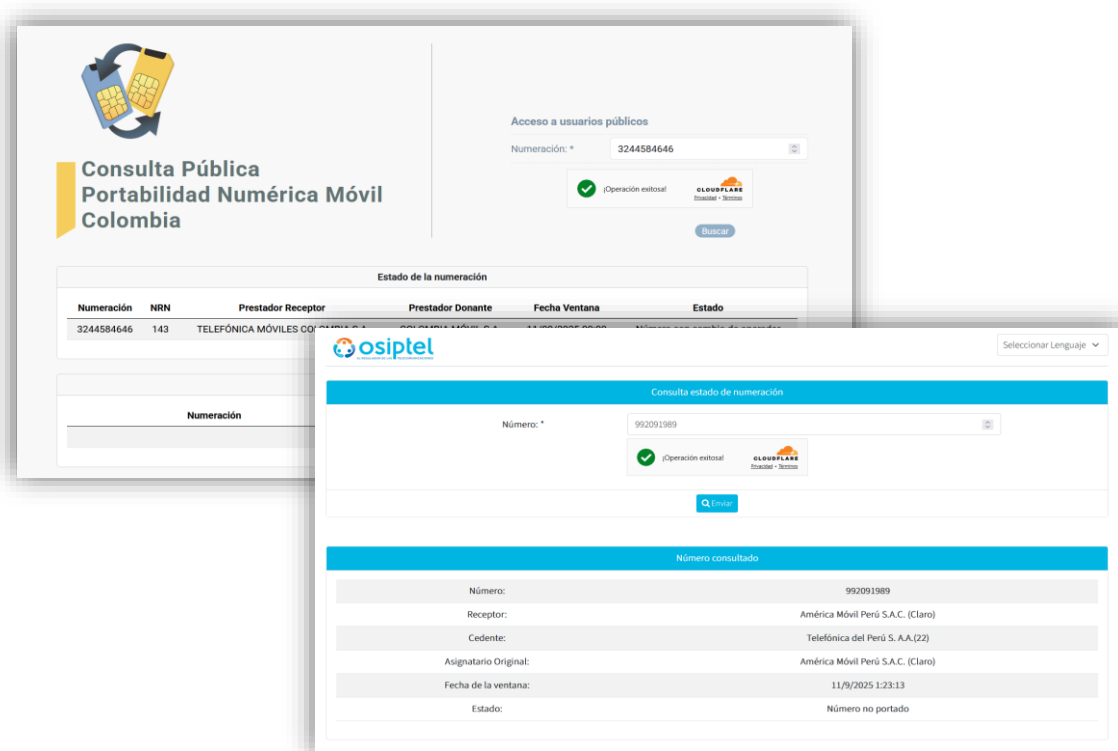 Consulta Pública
Portabilidad Numérica Móvil
Colombia
Acceso a usuarios públicos
Numeración: * 3244584646
¡Operación exitosa! CLOUDFLARE
Privacidad • Términos
Buscar
Estado de la numeración
Numeración NRN Prestador Receptor Prestador Donante Fecha Ventana Estado
3244584646 143 TELEFÓNICA MÓVILES COLOMBIA S.A.
Numeración
osiptel
Seleccionar Lenguaje
Consulta estado de numeración
Número: * 992091989
¡Operación exitosa! CLOUDFLARE
Privacidad • Términos
Enviar
Número consultado
Número: 992091989
Receptor: América Móvil Perú S.A.C. (Claro)
Cedente: Telefónica del Perú S. A.A.(22)
Asignatario Original: América Móvil Perú S.A.C. (Claro)
Fecha de la ventana: 11/9/2025 1:23:13
Estado: Número no portado